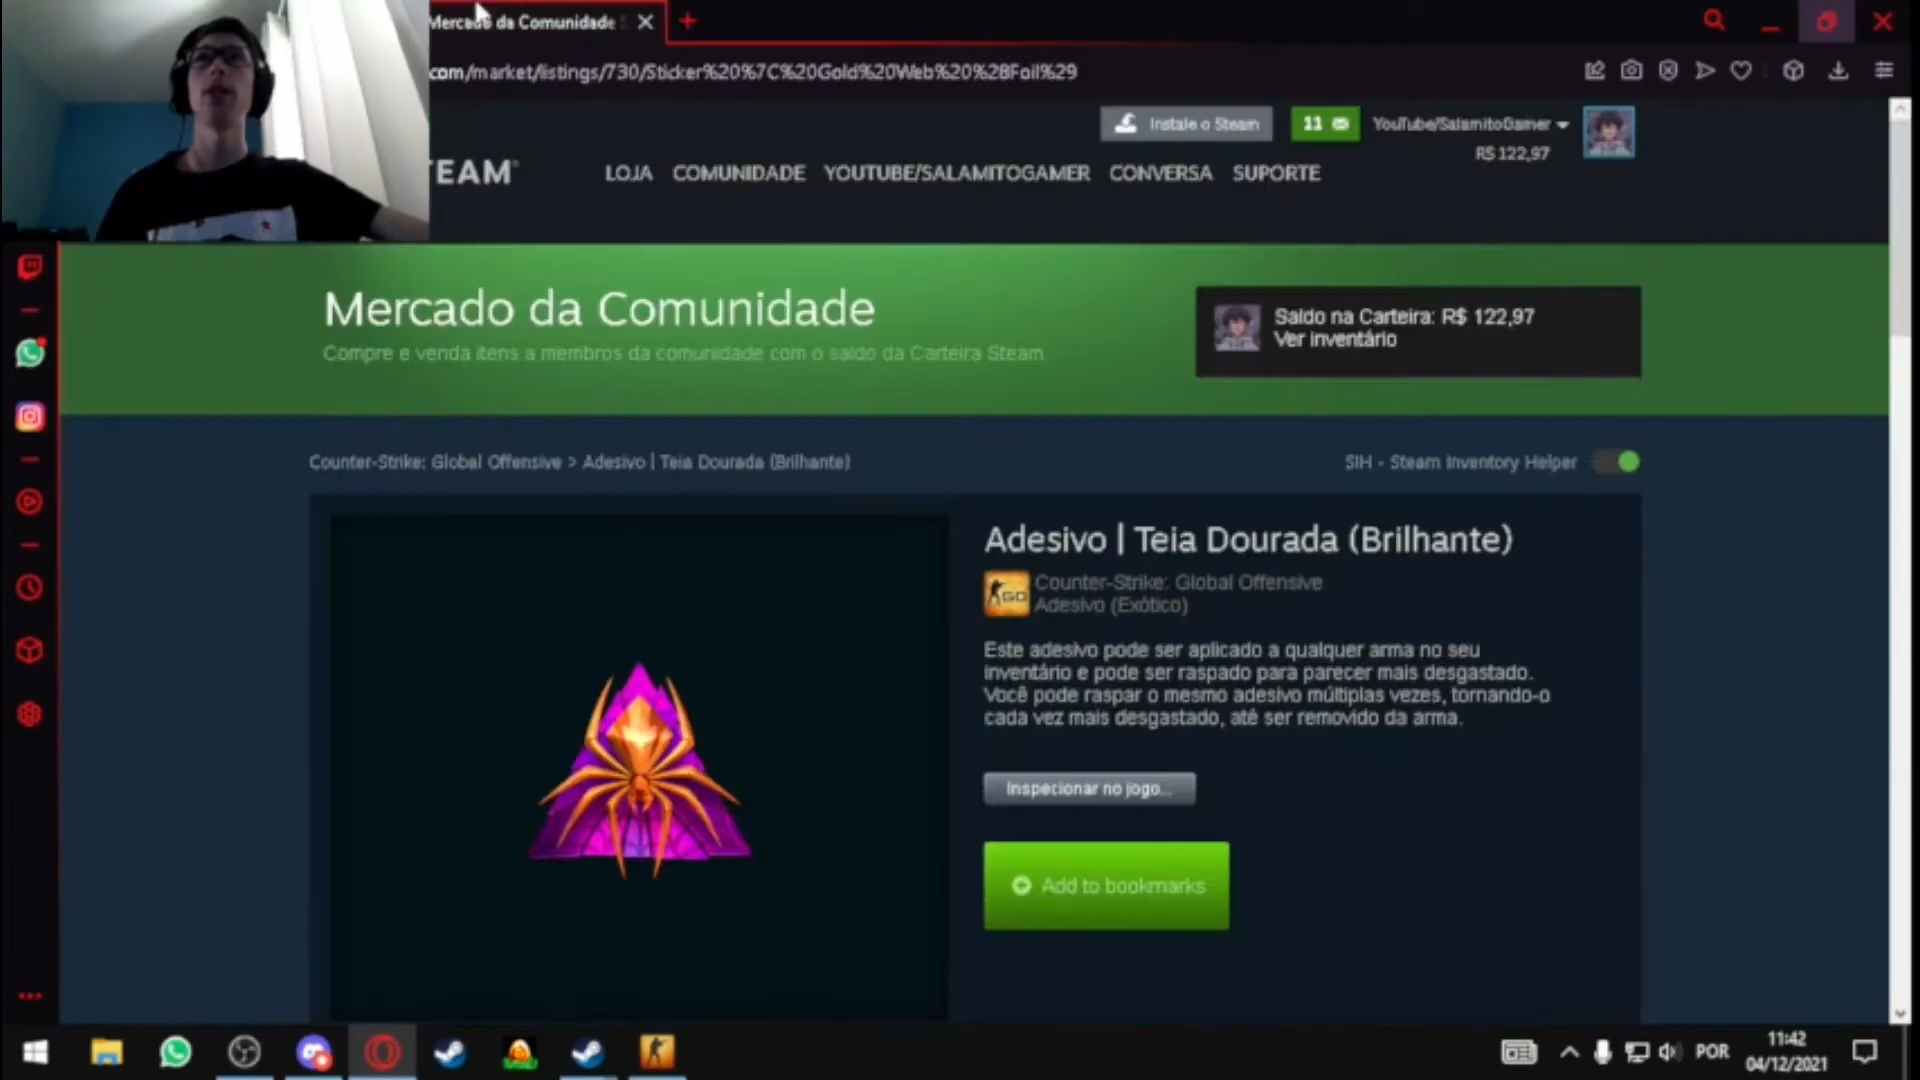 Mercado da Comunidade S
.com/market/listings/730/Sticker%20%7C%20Gold%20Web%20%28Foil%29
Instale o Steam
11
YouTube/SalamitoGamer
R$ 122,97
TEAM
LOJA COMUNIDADE YOUTUBE/SALAMITOGAMER CONVERSA SUPORTE
Mercado da Comunidade
Compre e venda itens a membros da comunidade com o saldo da Carteira Steam
Saldo na Carteira: R$ 122,97
Ver inventário
Counter-Strike: Global Offensive > Adesivo | Teia Dourada (Brilhante)
SIH - Steam Inventory Helper
Adesivo | Teia Dourada (Brilhante)
Counter-Strike: Global Offensive
Adesivo (Exótico)
Este adesivo pode ser aplicado a qualquer arma no seu
inventário e pode ser raspado para parecer mais desgastado.
Você pode raspar o mesmo adesivo múltiplas vezes, tornando-o
cada vez mais desgastado, até ser removido da arma.
Inspecionar no jogo...
Add to bookmarks
GO
POR
11:42
04/12/2021